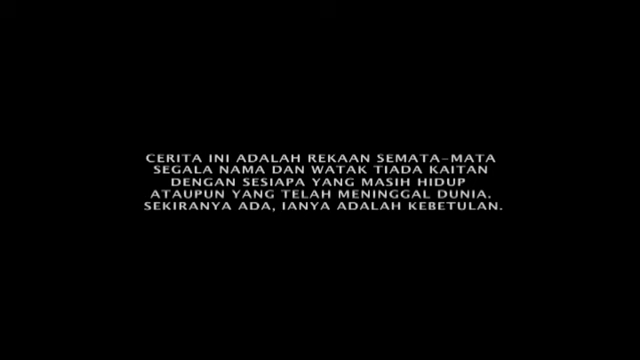 CERITA INI ADALAH REKAAN SEMATA-MATA
SEGALA NAMA DAN WATAK TIADA KAITAN
DENGAN SESIAPA YANG MASIH HIDUP
ATAUPUN YANG TELAH MENINGGAL DUNIA.
SEKIRANYA ADA, IANYA ADALAH KEBETULAN.